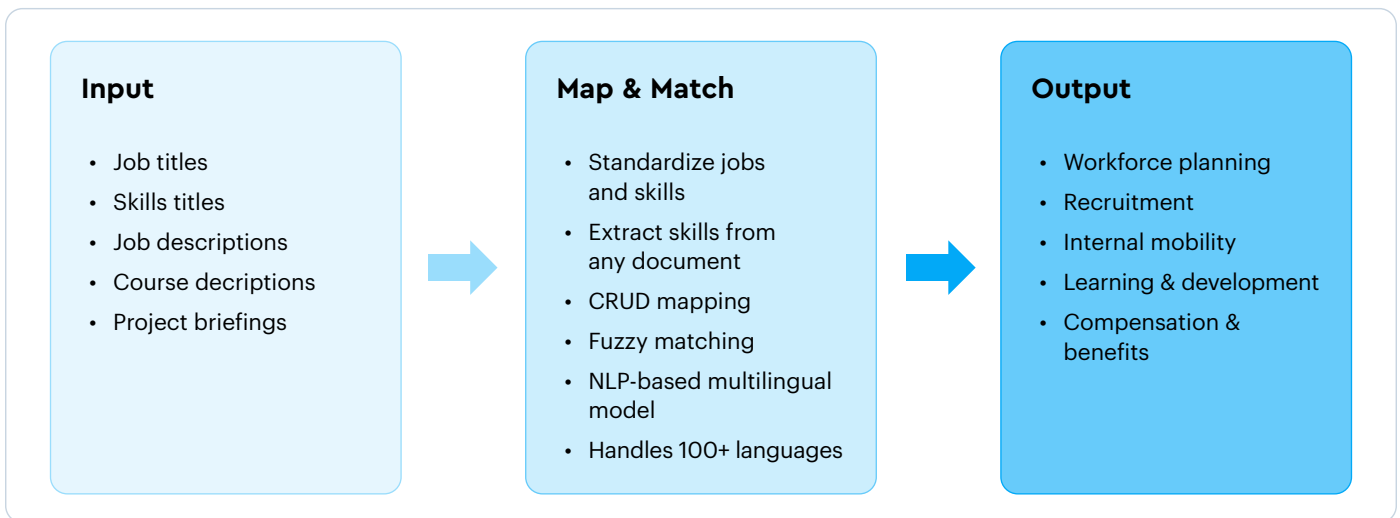 Input
• Job titles
• Skills titles
• Job descriptions
• Course decriptions
• Project briefings
Map & Match
• Standardize jobs
and skills
• Extract skills from
any document
• CRUD mapping
• Fuzzy matching
• NLP-based multilingual
model
• Handles 100+ languages
Output
• Workforce planning
• Recruitment
• Internal mobility
• Learning & development
• Compensation &
benefits